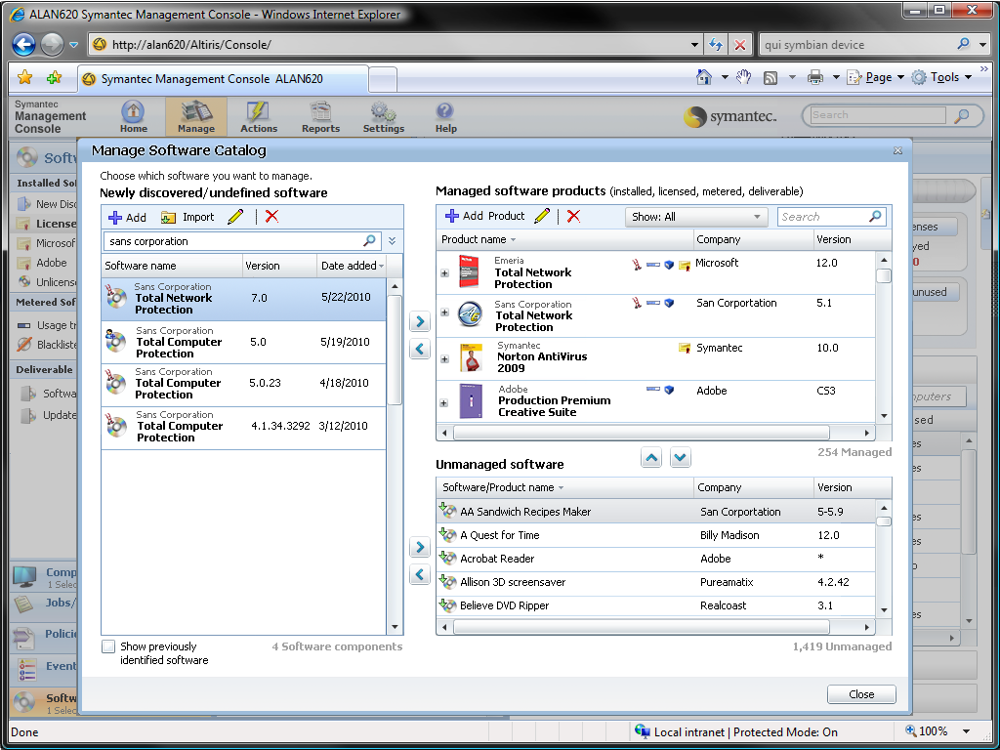 ALAN620 Symantec Management Console - Windows Internet Explorer
http://alan620/Altiris/Console/
qui symbian device
Symantec Management Console ALAN620
Page
Tools
Symantec
Management
Console
Home
Manage
Actions
Reports
Settings
Help
symantec.
Search
Softw
Installed Sof
New Disc
License
Microsof
Adobe
Unlicense
Metered Sof
Usage tr
Blackliste
Deliverable
Softwa
Update
Comp
1 Selec
Jobs/
Policie
Event
Softw
1 Selec
Manage Software Catalog
Choose which software you want to manage.
Newly discovered/undefined software
Add
Import
sans corporation
Software name
Version
Date added
Sans Corporation
Total Network
Protection
7.0
5/22/2010
Sans Corporation
Total Computer
Protection
5.0
5/19/2010
Sans Corporation
Total Computer
Protection
5.0.23
4/18/2010
Sans Corporation
Total Computer
Protection
4.1.34.3292
3/12/2010
Show previously
identified software
4 Software components
Managed software products (installed, licensed, metered, deliverable)
Add Product
Show: All
Search
Product name
Company
Version
Emeria
Total Network
Protection
Microsoft
12.0
Sans Corporation
Total Network
Protection
San Corportation
5.1
Symantec
Norton AntiVirus
2009
Symantec
10.0
Adobe
Production Premium
Creative Suite
Adobe
CS3
254 Managed
Unmanaged software
Software/Product name
Company
Version
AA Sandwich Recipes Maker
San Corportation
5-5.9
A Quest for Time
Billy Madison
12.0
Acrobat Reader
Adobe
*
Allison 3D screensaver
Pureamatix
4.2.42
Believe DVD Ripper
Realcoast
3.1
1,419 Unmanaged
Close
enses
yed
0
unused
mputers
sed
es
es
es
o
es
Done
Local intranet | Protected Mode: On
100%